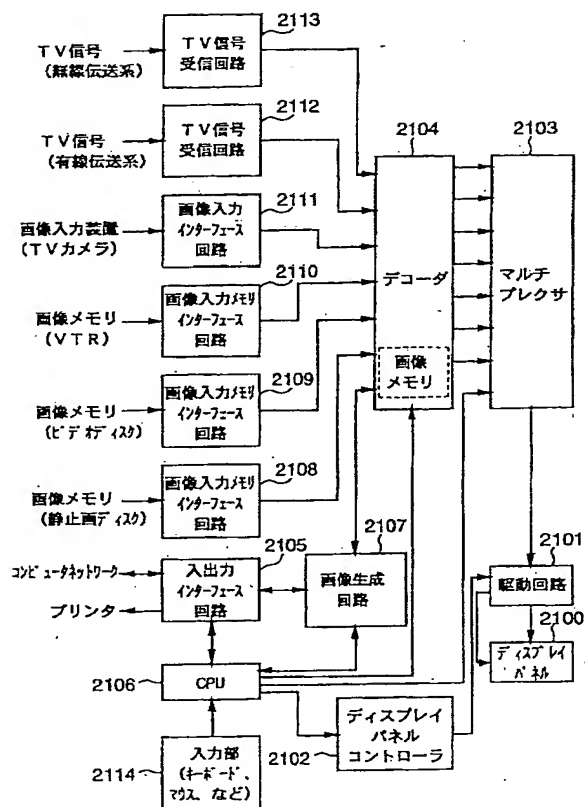 2113
TV信号
(無線伝送系)
TV信号
受信回路
2112
TV信号
(有線伝送系)
TV信号
受信回路
2104
2103
画像入力装置
(TVカメラ)
画像入力
インターフェース
回路
2111
デコーダ
マルチ
プレクサ
画像メモリ
(VTR)
画像入力メモリ
インターフェース
回路
2110
画像
メモリ
画像メモリ
(ビデオディスク)
画像入力メモリ
インターフェース
回路
2109
画像メモリ
(静止画ディスク)
画像入力メモリ
インターフェース
回路
2108
2107
2101
コンピュータネットワーク
プリンタ
入出力
インターフェース
回路
2105
画像生成
回路
駆動回路
2100
ディスプレイ
パネル
2106
CPU
2102
ディスプレイ
パネル
コントローラ
2114
入力部
(キーボード、
マウス、など)